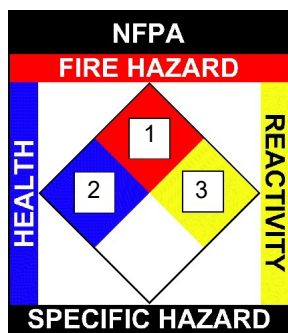 NFPA
FIRE HAZARD
1
HEALTH
2
3
REACTIVITY
SPECIFIC HAZARD